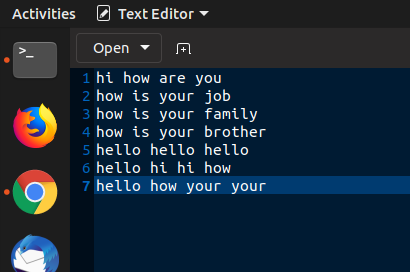 Activities Text Editor
Open
>_
1 hi how are you
2 how is your job
3 how is your family
4 how is your brother
5 hello hello hello
6 hello hi hi how
7 hello how your your